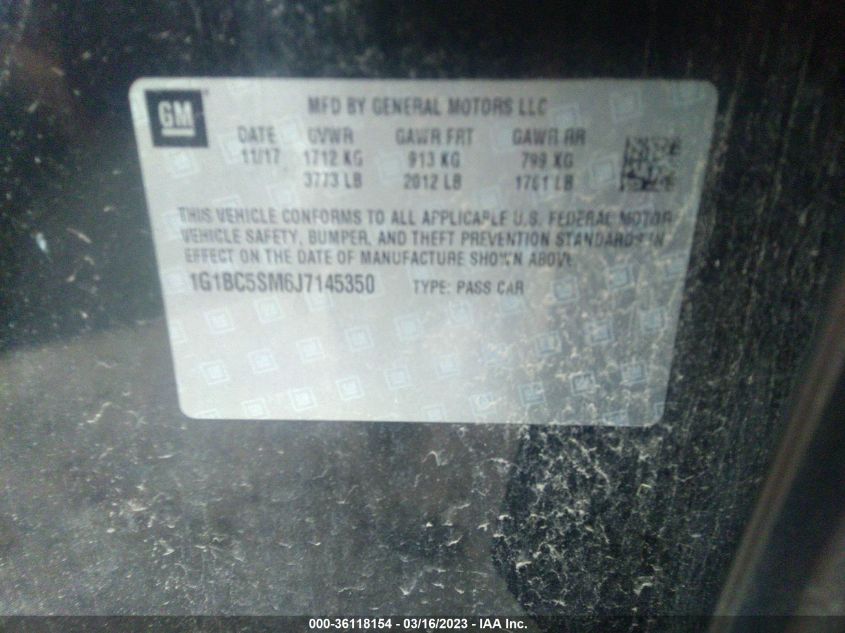 GM
MFD BY GENERAL MOTORS LLC
DATE GVWR GAWR FRT GAWR RR
11/17 1712 KG 913 KG 799 KG
3773 LB 2012 LB 1761 LB
THIS VEHICLE CONFORMS TO ALL APPLICABLE U.S. FEDERAL MOTOR
VEHICLE SAFETY, BUMPER, AND THEFT PREVENTION STANDARDS IN
EFFECT ON THE DATE OF MANUFACTURE SHOWN ABOVE.
1G1BC5SM6J7145350 TYPE: PASS CAR
000-36118154 - 03/16/2023 - IAA Inc.